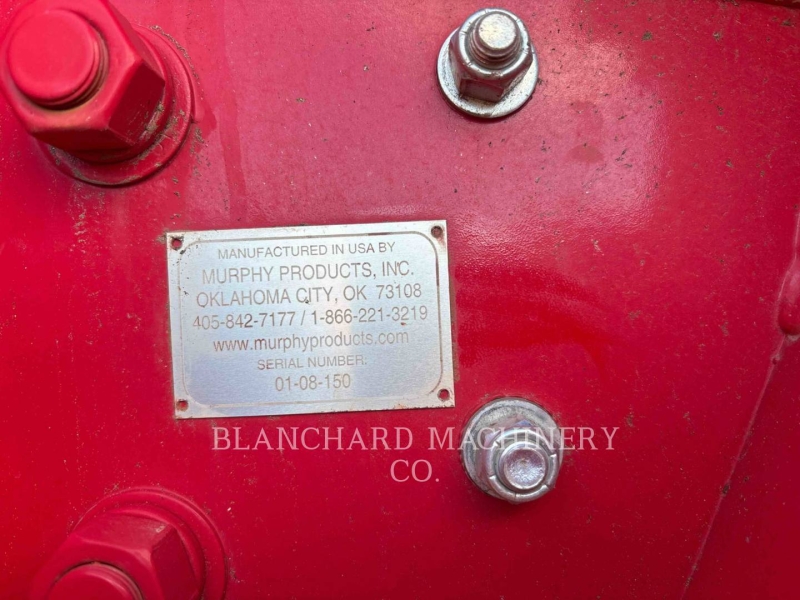 MANUFACTURED IN USA BY
MURPHY PRODUCTS, INC.
OKLAHOMA CITY, OK 73108
405-842-7177 / 1-866-221-3219
www.murphyproducts.com
SERIAL NUMBER:
01-08-150
BLANCHARD MACHINERY
CO.